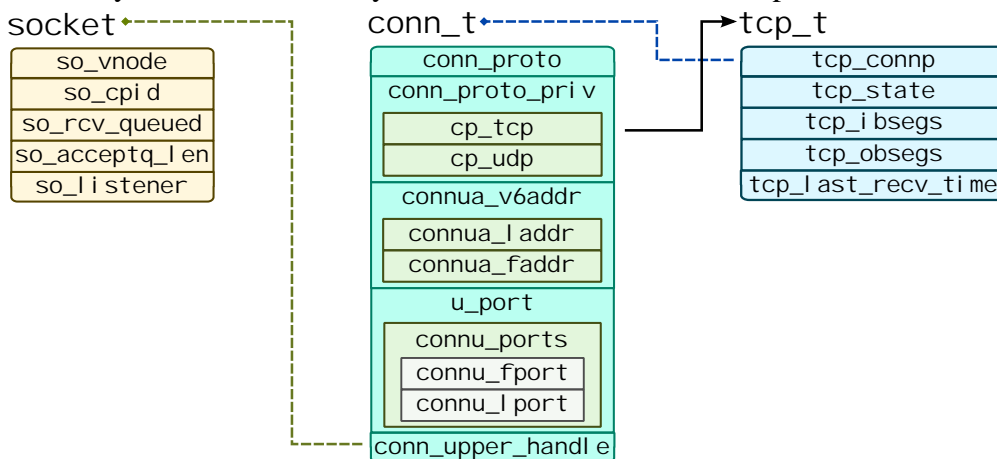 socket
so_vnode
so_cpid
so_rcv_queued
so_acceptq_len
so_listener
conn_t
conn_proto
conn_proto_priv
cp_tcp
cp_udp
connua_v6addr
connua_laddr
connua_faddr
u_port
connu_ports
connu_fport
connu_lport
conn_upper_handle
tcp_t
tcp_connp
tcp_state
tcp_ibsegs
tcp_obsegs
tcp_last_recv_time